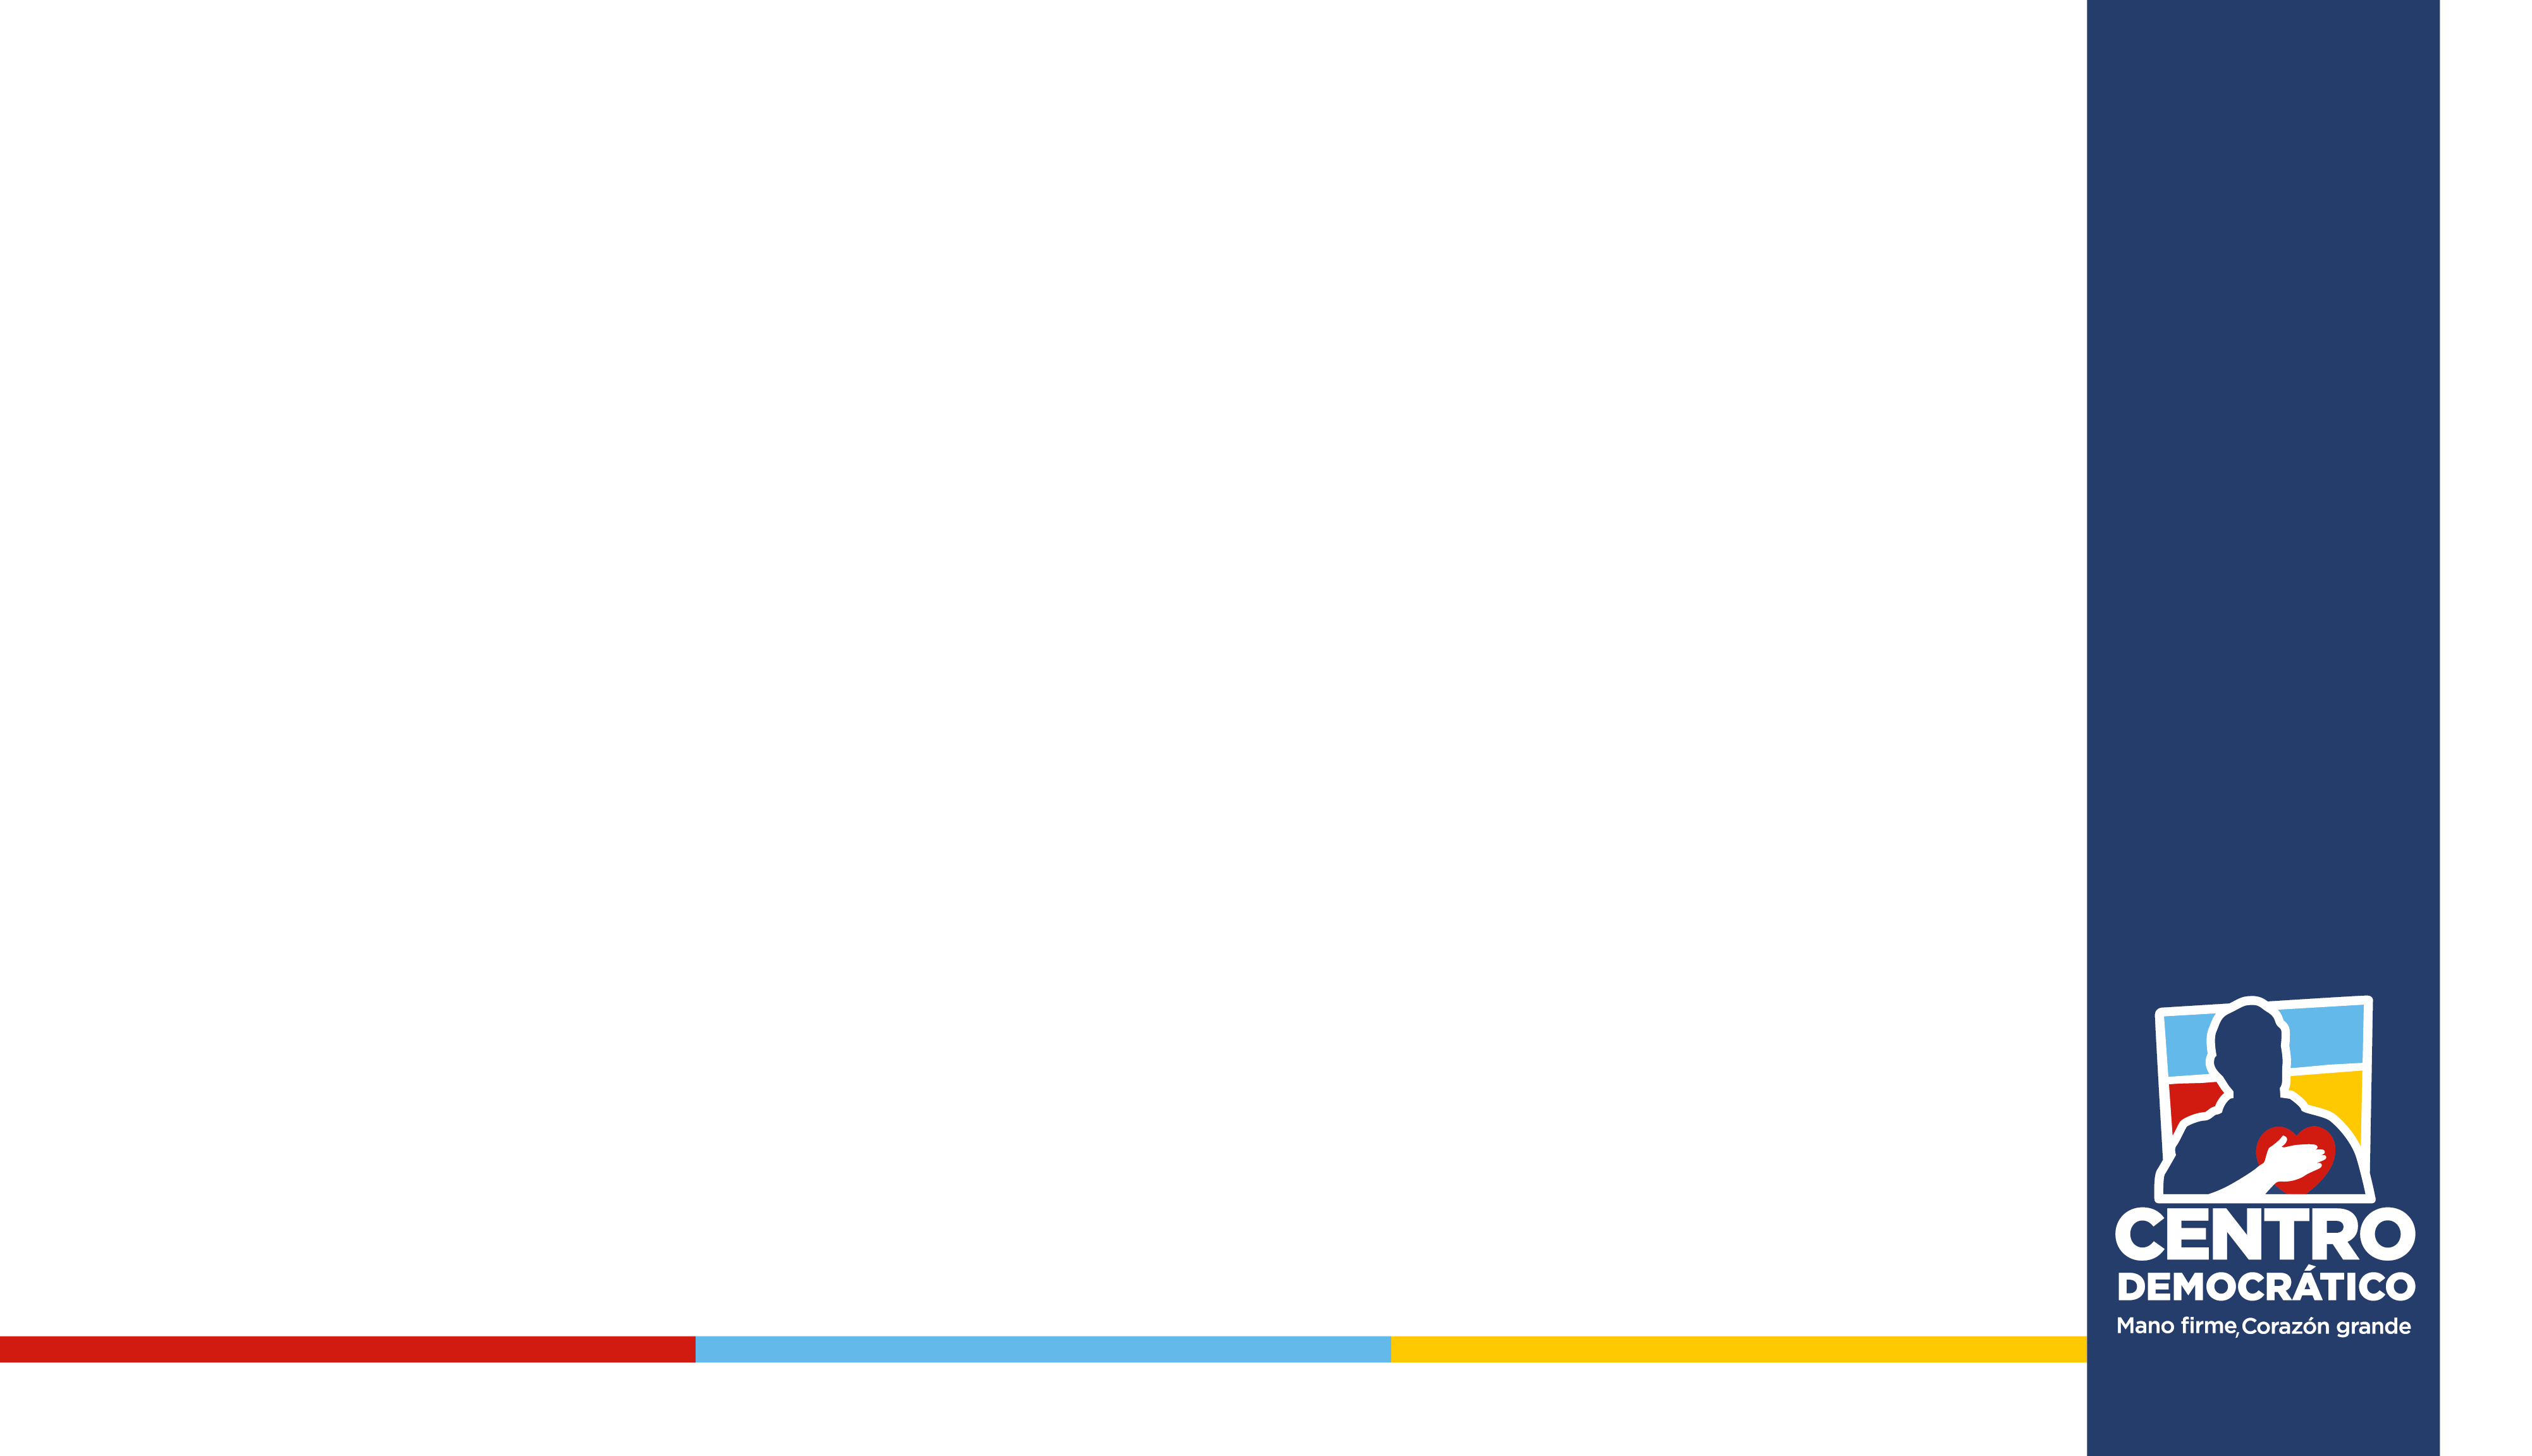 CENTRO
DEMOCRÁTICO
Mano firme, Corazón grande